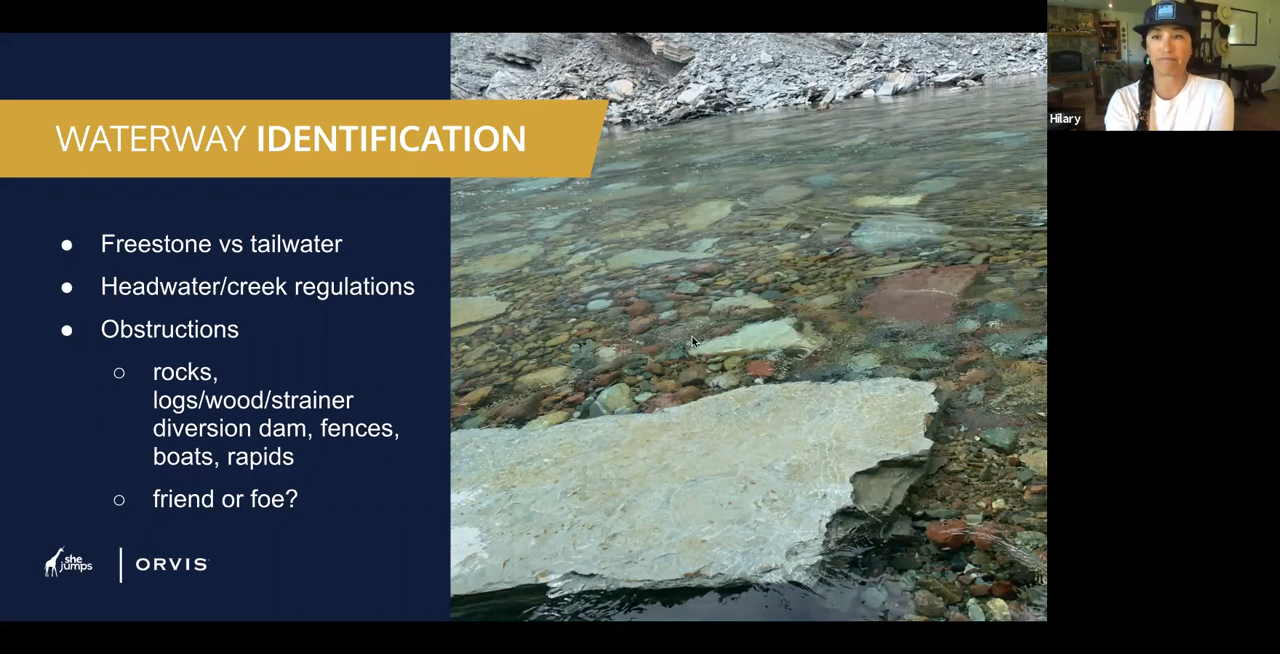 WATERWAY IDENTIFICATION
● Freestone vs tailwater
● Headwater/creek regulations
● Obstructions
○ rocks,
logs/wood/strainer
diversion dam, fences,
boats, rapids
○ friend or foe?
she
jumps
ORVIS
Hilary